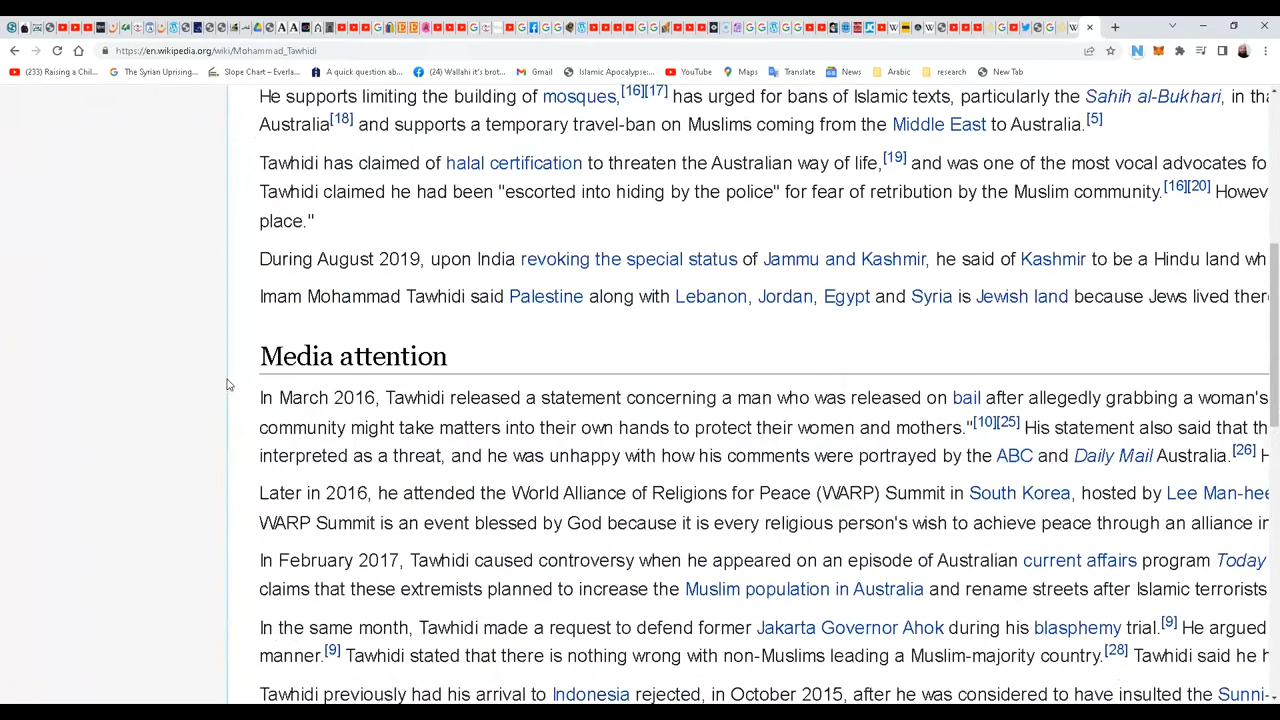 https://en.wikipedia.org/wiki/Mohammad_Tawhidi
(233) Raising a Chil...
The Syrian Uprising...
Slope Chart – Everla...
A quick question ab...
(24) Wallahi it's brot...
Gmail
Islamic Apocalypse:...
YouTube
Maps
Translate
News
Arabic
research
New Tab
He supports limiting the building of mosques,[16][17] has urged for bans of Islamic texts, particularly the Sahih al-Bukhari, in tha
Australia[18] and supports a temporary travel-ban on Muslims coming from the Middle East to Australia.[5]
Tawhidi has claimed of halal certification to threaten the Australian way of life,[19] and was one of the most vocal advocates fo
Tawhidi claimed he had been "escorted into hiding by the police" for fear of retribution by the Muslim community.[16][20] Howev
place."
During August 2019, upon India revoking the special status of Jammu and Kashmir, he said of Kashmir to be a Hindu land wh
Imam Mohammad Tawhidi said Palestine along with Lebanon, Jordan, Egypt and Syria is Jewish land because Jews lived ther
Media attention
In March 2016, Tawhidi released a statement concerning a man who was released on bail after allegedly grabbing a woman's
community might take matters into their own hands to protect their women and mothers."[10][25] His statement also said that th
interpreted as a threat, and he was unhappy with how his comments were portrayed by the ABC and Daily Mail Australia.[26] H
Later in 2016, he attended the World Alliance of Religions for Peace (WARP) Summit in South Korea, hosted by Lee Man-hee
WARP Summit is an event blessed by God because it is every religious person's wish to achieve peace through an alliance in
In February 2017, Tawhidi caused controversy when he appeared on an episode of Australian current affairs program Today
claims that these extremists planned to increase the Muslim population in Australia and rename streets after Islamic terrorists
In the same month, Tawhidi made a request to defend former Jakarta Governor Ahok during his blasphemy trial.[9] He argued
manner.[9] Tawhidi stated that there is nothing wrong with non-Muslims leading a Muslim-majority country.[28] Tawhidi said he h
Tawhidi previously had his arrival to Indonesia rejected, in October 2015, after he was considered to have insulted the Sunni-